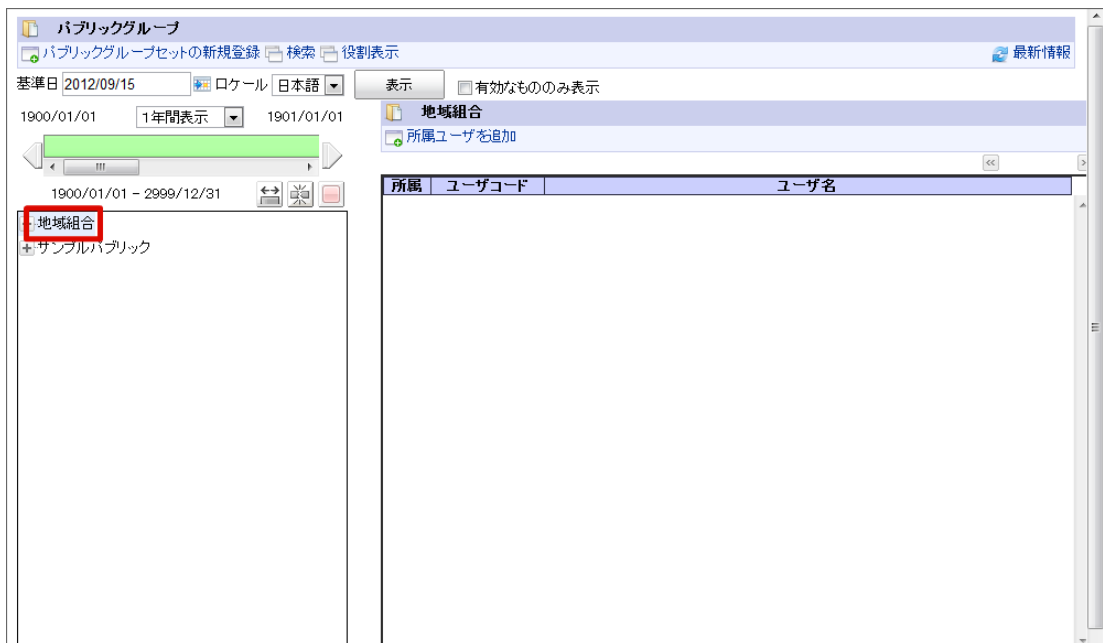 パブリックグループ
パブリックグループセットの新規登録 検索 役割表示 最新情報
基準日 2012/09/15 ロケール 日本語 表示 有効なもののみ表示
1900/01/01 1年間表示 1901/01/01
1900/01/01 - 2999/12/31
地域組合
サンプルパブリック
地域組合
所属ユーザを追加
所属 ユーザコード ユーザ名